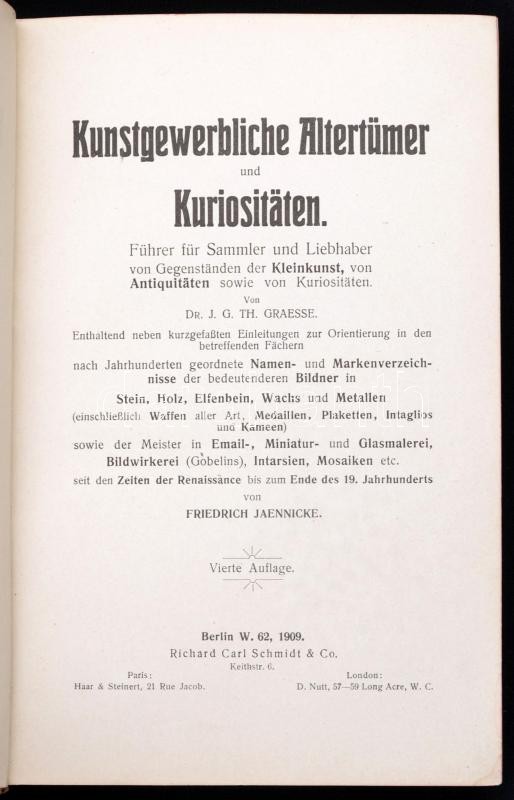 Kunstgewerbliche Altertümer
und
Kuriositäten.
Führer für Sammler und Liebhaber
von Gegenständen der Kleinkunst, von
Antiquitäten sowie von Kuriositäten.
Von
DR. J. G. TH. GRAESSE.
Enthaltend neben kurzgefaßten Einleitungen zur Orientierung in den
betreffenden Fächern
nach Jahrhunderten geordnete Namen- und Markenverzeich-
nisse der bedeutenderen Bildner in
Stein, Holz, Elfenbein, Wachs und Metallen
(einschließlich Waffen aller Art, Medaillen, Plaketten, Intaglios
und Kameen)
sowie der Meister in Email-, Miniatur- und Glasmalerei,
Bildwirkerei (Gobelins), Intarsien, Mosaiken etc.
seit den Zeiten der Renaissance bis zum Ende des 19. Jahrhunderts
von
FRIEDRICH JAENNICKE.
Vierte Auflage.
Berlin W. 62, 1909.
Richard Carl Schmidt & Co.
Keithstr. 6.
Paris:
Haar & Steinert, 21 Rue Jacob.
London:
D. Nutt, 57—59 Long Acre, W. C.